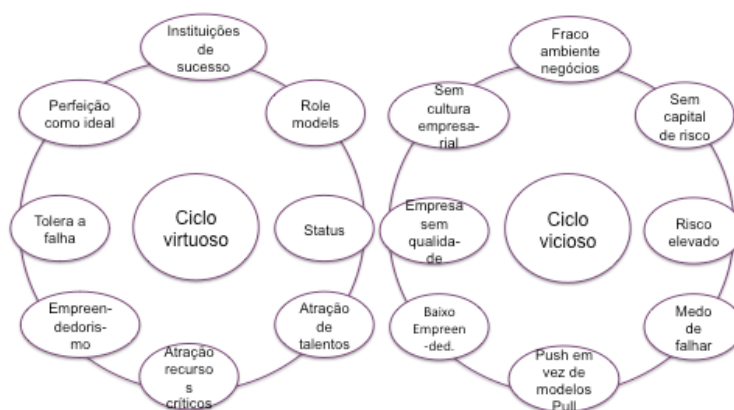 Instituições
de
sucesso
Role
models
Status
Atração
de
talentos
Atração
recurso
s
críticos
Empreen-
dedoris-
mo
Tolera a
falha
Perfeição
como ideal
Ciclo
virtuoso
Fraco
ambiente
negócios
Sem
capital
de risco
Risco
elevado
Medo
de
falhar
Push em
vez de
modelos
Pull
Baixo
Empreen
-ded.
Empresa
sem
qualida-
de
Sem
cultura
empresa-
rial
Ciclo
vicioso